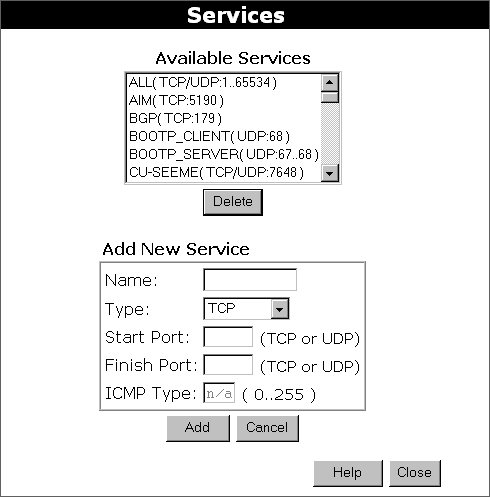 Services
Available Services
ALL( TCP/UDP:1..65534 )
AIM( TCP:5190 )
BGP( TCP:179 )
BOOTP_CLIENT( UDP:68 )
BOOTP_SERVER( UDP:67..68 )
CU-SEEME( TCP/UDP:7648 )
Delete
Add New Service
Name:
Type: TCP
Start Port: (TCP or UDP)
Finish Port: (TCP or UDP)
ICMP Type: n/a ( 0..255 )
Add Cancel
Help Close